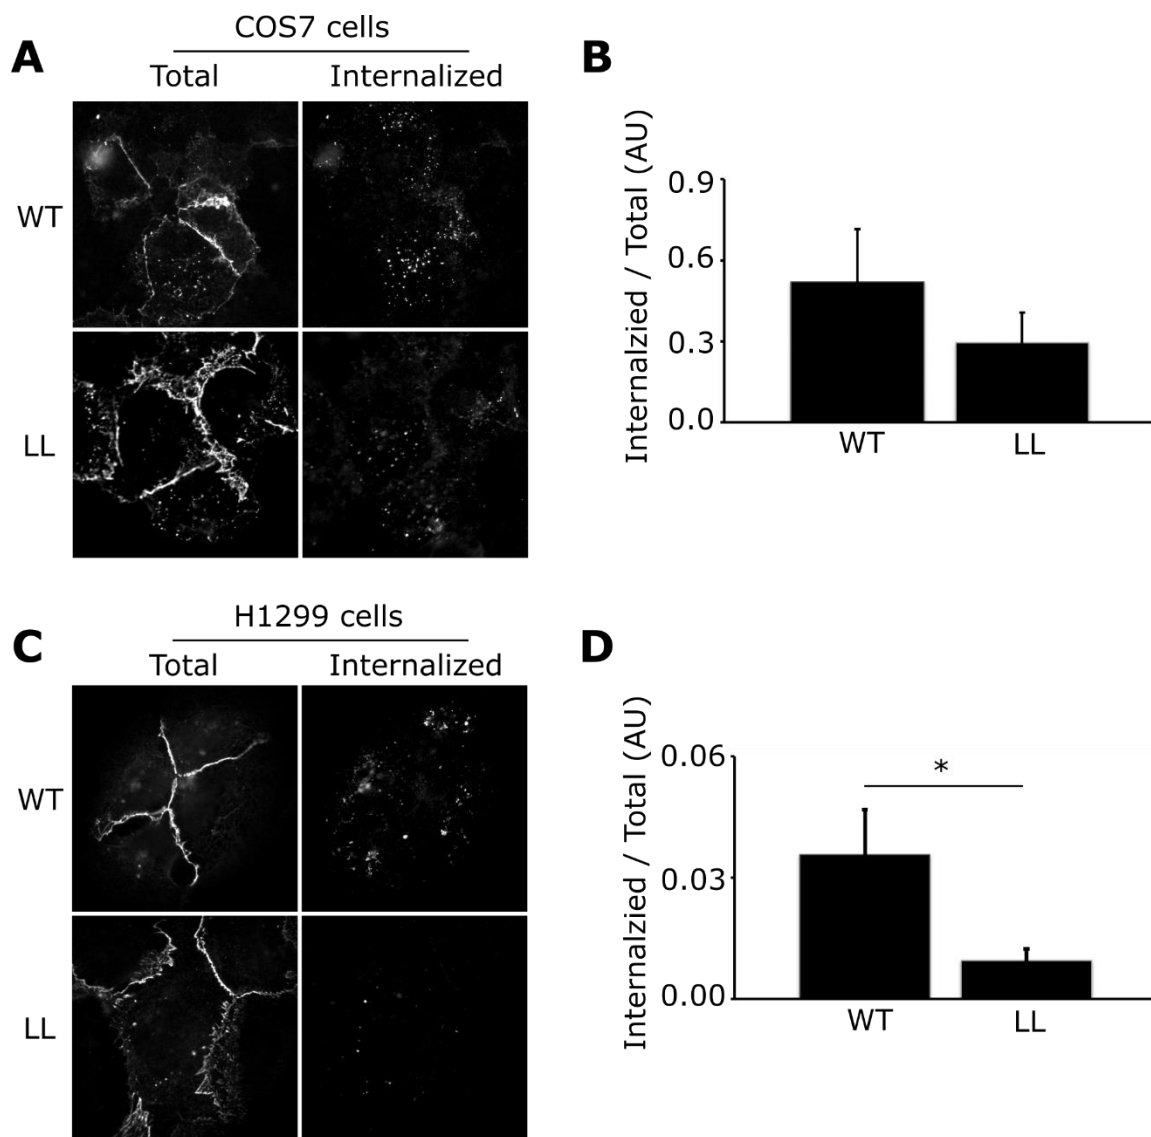 COS7 cells
A
Total
Internalized
WT
LL
B
Internalzied / Total (AU)
0.9
0.6
0.3
0.0
WT
LL
H1299 cells
C
Total
Internalized
WT
LL
D
Internalzied / Total (AU)
0.06
0.03
0.00
*
WT
LL